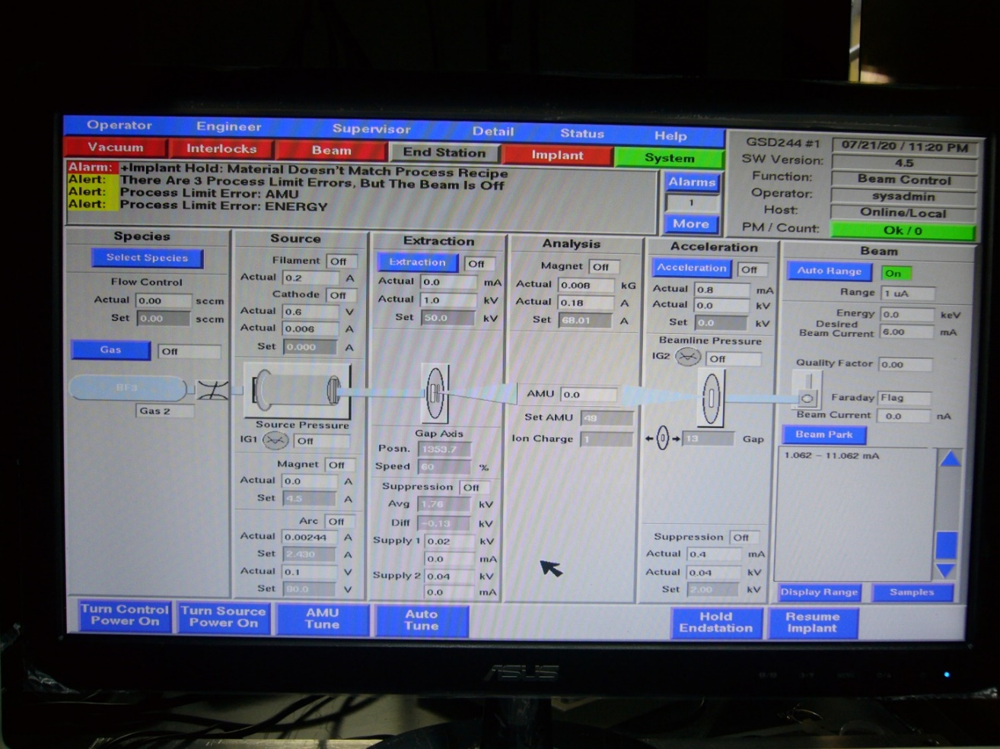 Operator Engineer Supervisor Detail Status Help
Vacuum Interlocks Beam End Station Implant System
Alarm: +Implant Hold: Material Doesn't Match Process Recipe
Alert: There Are 3 Process Limit Errors, But The Beam Is Off
Alert: Process Limit Error: AMU
Alert: Process Limit Error: ENERGY
Alarms
1
More
GSD244 #1 07/21/20 / 11:20 PM
SW Version: 4.5
Function: Beam Control
Operator: sysadmin
Host: Online/Local
PM / Count: Ok / 0
Species
Select Species
Flow Control
Actual 0.00 sccm
Set 0.00 sccm
Gas Off
BF3
Gas 2
Source
Filament Off
Actual 0.2 A
Cathode Off
Actual 0.6 V
Actual 0.006 A
Set 0.000 A
Source Pressure
IG1 Off
Magnet Off
Actual 0.0 A
Set 4.5 A
Arc Off
Actual 0.00244 A
Set 2.430 A
Actual 0.1 V
Set 80.0 V
Extraction
Extraction Off
Actual 0.0 mA
Actual 1.0 kV
Set 50.0 kV
Gap Axis
Posn. 1353.7
Speed 60 %
Suppression Off
Avg 1.76 kV
Diff -0.13 kV
Supply 1 0.02 kV
0.0 mA
Supply 2 0.04 kV
0.0 mA
Analysis
Magnet Off
Actual 0.008 kG
Actual 0.18 A
Set 68.01 A
AMU 0.0
Set AMU 49
Ion Charge 1
Acceleration
Acceleration Off
Actual 0.8 mA
Actual 0.0 kV
Set 0.0 kV
Beamline Pressure
IG2 Off
13 Gap
Suppression Off
Actual 0.4 mA
Actual 0.04 kV
Set 2.00 kV
Beam
Auto Range On
Range 1 uA
Energy 0.0 keV
Desired
Beam Current 6.00 mA
Quality Factor 0.00
Faraday Flag
Beam Current 0.0 nA
Beam Park
1.062 - 11.062 mA
Display Range Samples
Turn Control
Power On
Turn Source
Power On
AMU
Tune
Auto
Tune
Hold
Endstation
Resume
Implant
ASUS